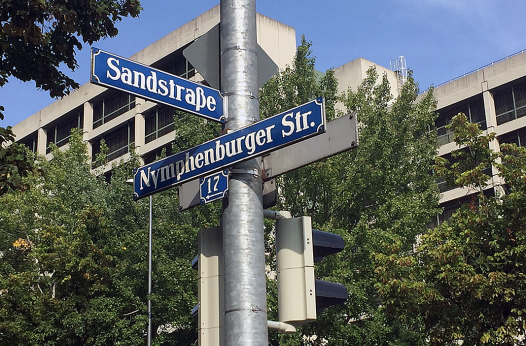 Sandstraße
Nymphenburger Str.
17